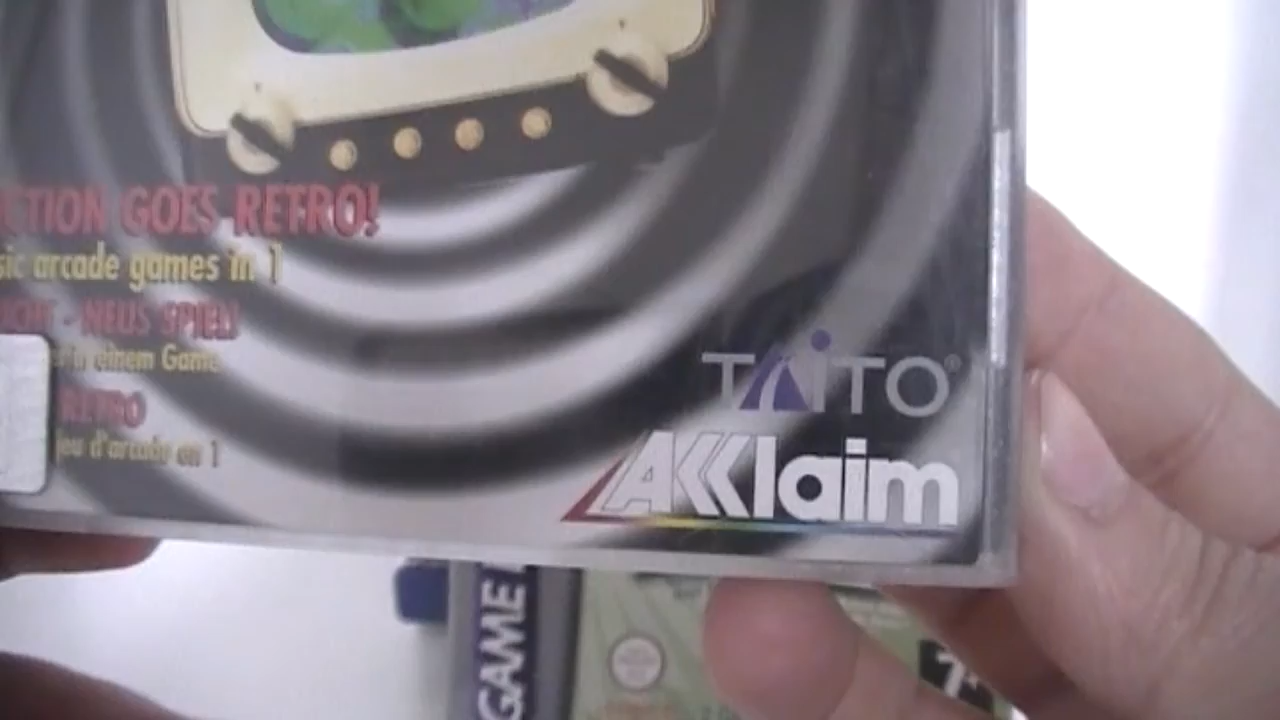 CTION GOES RETRO!
sic arcade games in 1
NEUS SPIEL!
einem Game
RETRO
jeu d'arcade en 1
TAITO®
AKKlaim
GAME
7+